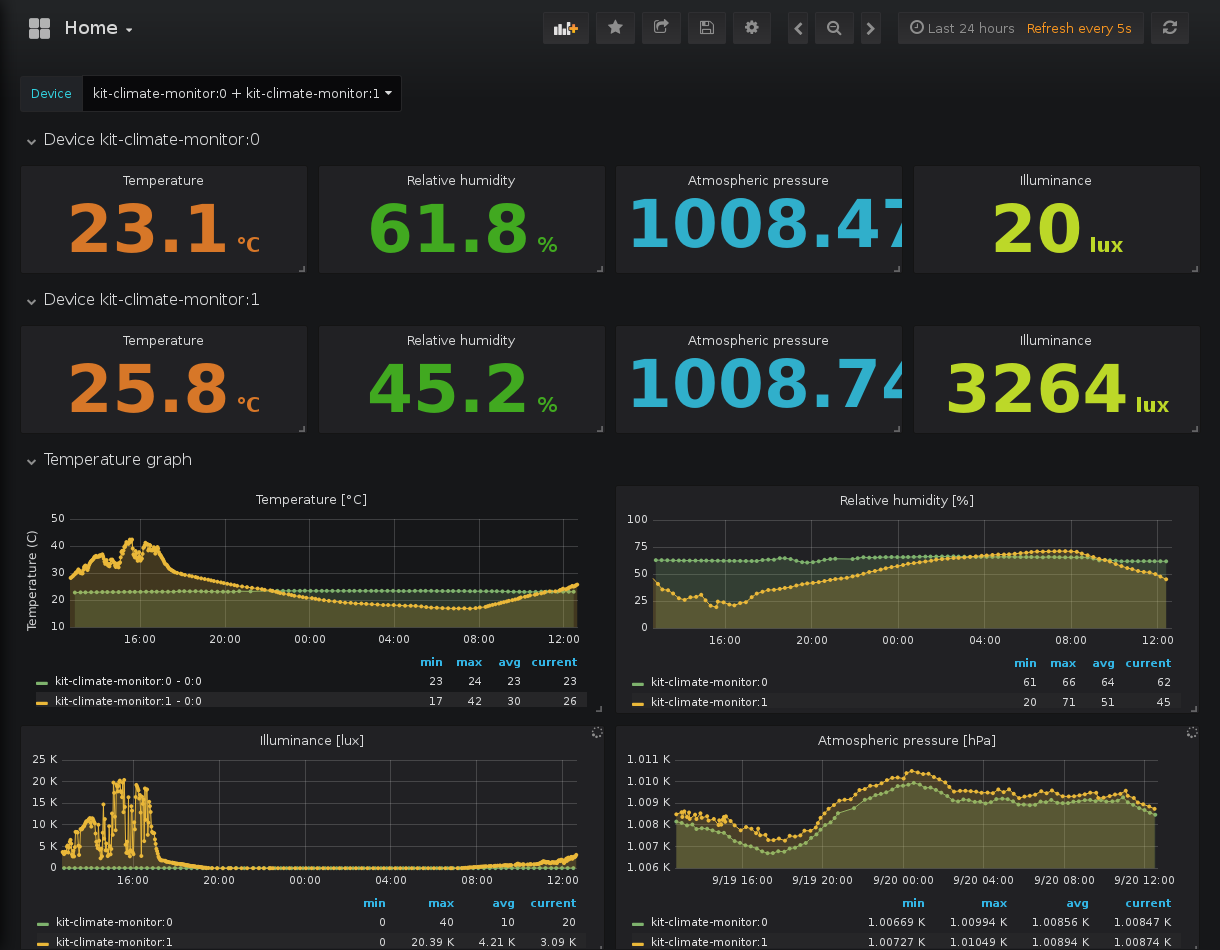 Home
Last 24 hours Refresh every 5s
Device kit-climate-monitor:0 + kit-climate-monitor:1
Device kit-climate-monitor:0
Temperature Relative humidity Atmospheric pressure Illuminance
23.1 °C 61.8 % 1008.47 20 lux
Device kit-climate-monitor:1
Temperature Relative humidity Atmospheric pressure Illuminance
25.8 °C 45.2 % 1008.74 3264 lux
Temperature graph
Temperature [°C]
Temperature (C)
50
40
30
20
10
16:00 20:00 00:00 04:00 08:00 12:00
min max avg current
kit-climate-monitor:0 - 0:0 23 24 23 23
kit-climate-monitor:1 - 0:0 17 42 30 26
Relative humidity [%]
100
75
50
25
0
16:00 20:00 00:00 04:00 08:00 12:00
min max avg current
kit-climate-monitor:0 61 66 64 62
kit-climate-monitor:1 20 71 51 45
Illuminance [lux]
25 K
20 K
15 K
10 K
5 K
0
16:00 20:00 00:00 04:00 08:00 12:00
min max avg current
kit-climate-monitor:0 0 40 10 20
kit-climate-monitor:1 0 20.39 K 4.21 K 3.09 K
Atmospheric pressure [hPa]
1.011 K
1.010 K
1.009 K
1.008 K
1.007 K
1.006 K
9/19 16:00 9/19 20:00 9/20 00:00 9/20 04:00 9/20 08:00 9/20 12:00
min max avg current
kit-climate-monitor:0 1.00669 K 1.00994 K 1.00856 K 1.00847 K
kit-climate-monitor:1 1.00727 K 1.01049 K 1.00894 K 1.00874 K